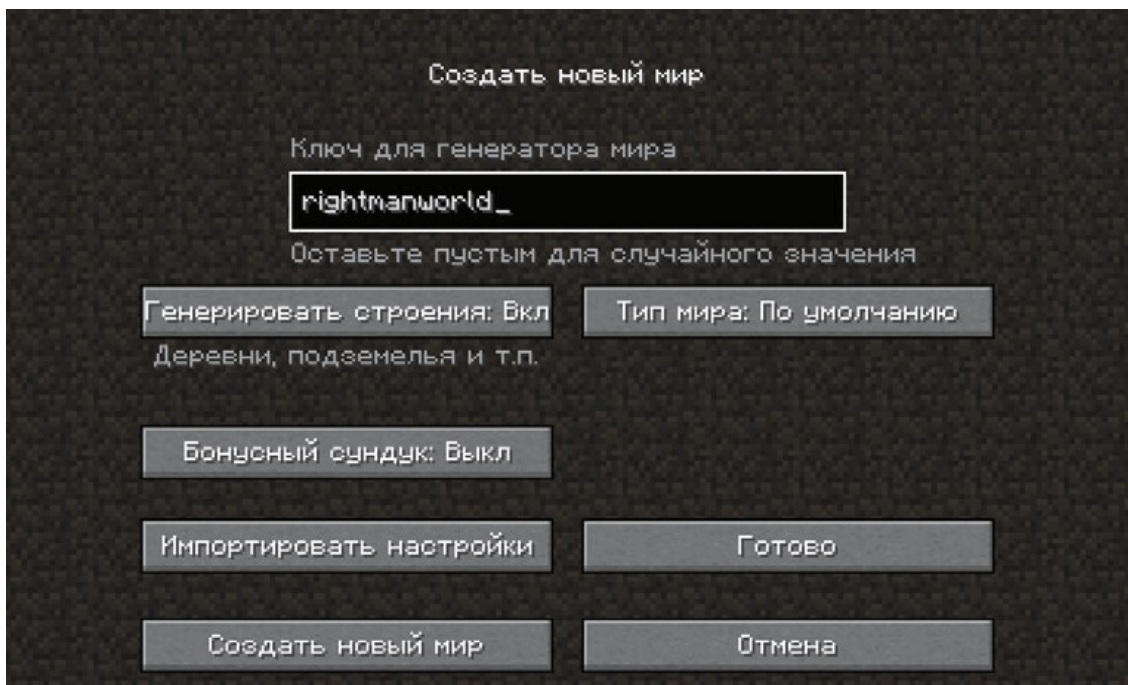 Создать новый мир
Ключ для генератора мира
rightmanworld_
Оставьте пустым для случайного значения
Генерировать строения: Вкл
Тип мира: По умолчанию
Деревни, подземелья и т.п.
Бонусный сундук: Выкл
Импортировать настройки
Готово
Создать новый мир
Отмена